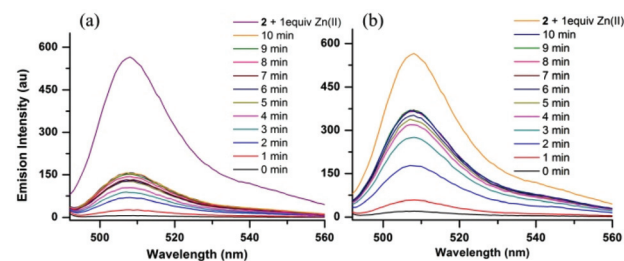 (a)
2 + 1equiv Zn(II)
10 min
9 min
8 min
7 min
6 min
5 min
4 min
3 min
2 min
1 min
0 min
600
450
300
150
0
Emision Intensity (au)
500 520 540 560
Wavelength (nm)
(b)
2 + 1equiv Zn(II)
10 min
9 min
8 min
7 min
6 min
5 min
4 min
3 min
2 min
1 min
0 min
600
450
300
150
0
500 520 540 560
Wavelength (nm)